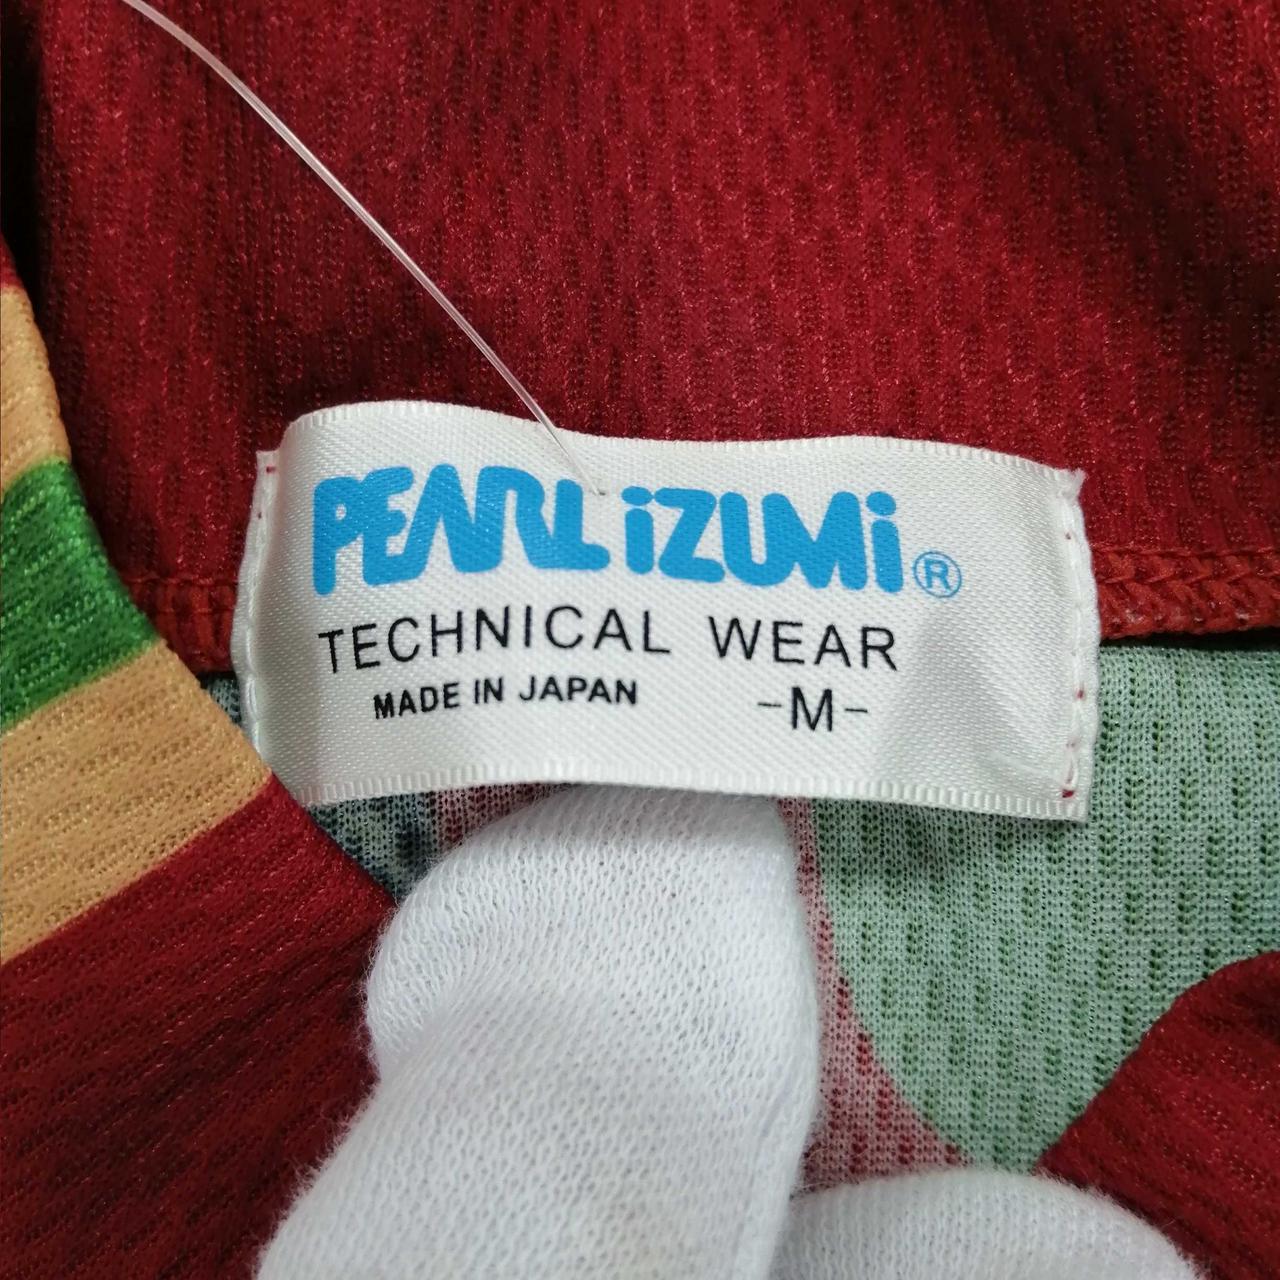 PEARL iZUMi®
TECHNICAL WEAR
MADE IN JAPAN -M-